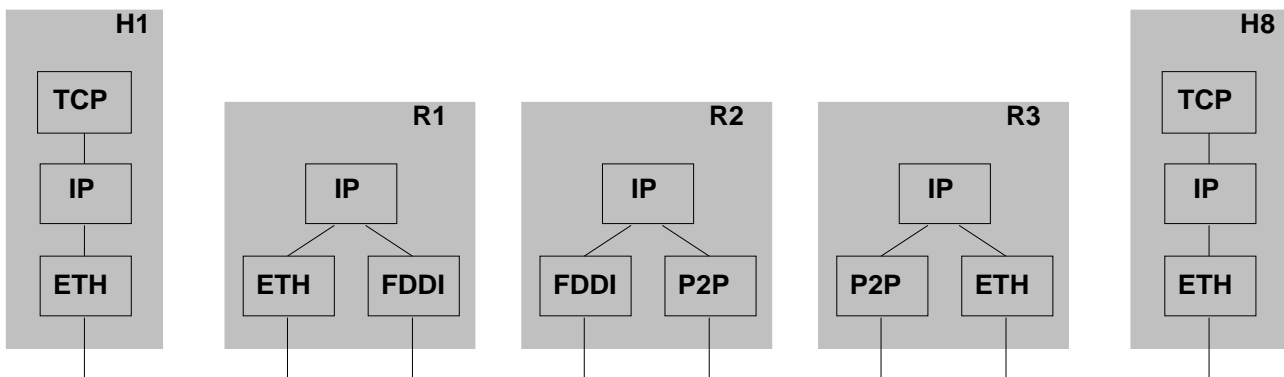 H1
H8
TCP
TCP
R1
R2
R3
IP
IP
IP
IP
IP
ETH
ETH
FDDI
FDDI
P2P
P2P
ETH
ETH